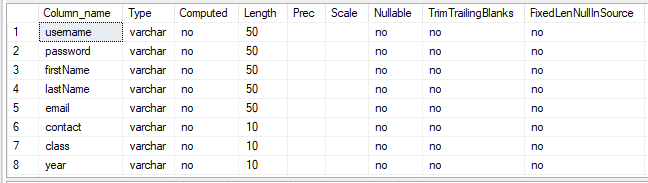 Column_name Type Computed Length Prec Scale Nullable TrimTrailingBlanks FixedLenNullInSource
1 username varchar no 50 no no no
2 password varchar no 50 no no no
3 firstName varchar no 50 no no no
4 lastName varchar no 50 no no no
5 email varchar no 50 no no no
6 contact varchar no 10 no no no
7 class varchar no 10 no no no
8 year varchar no 10 no no no